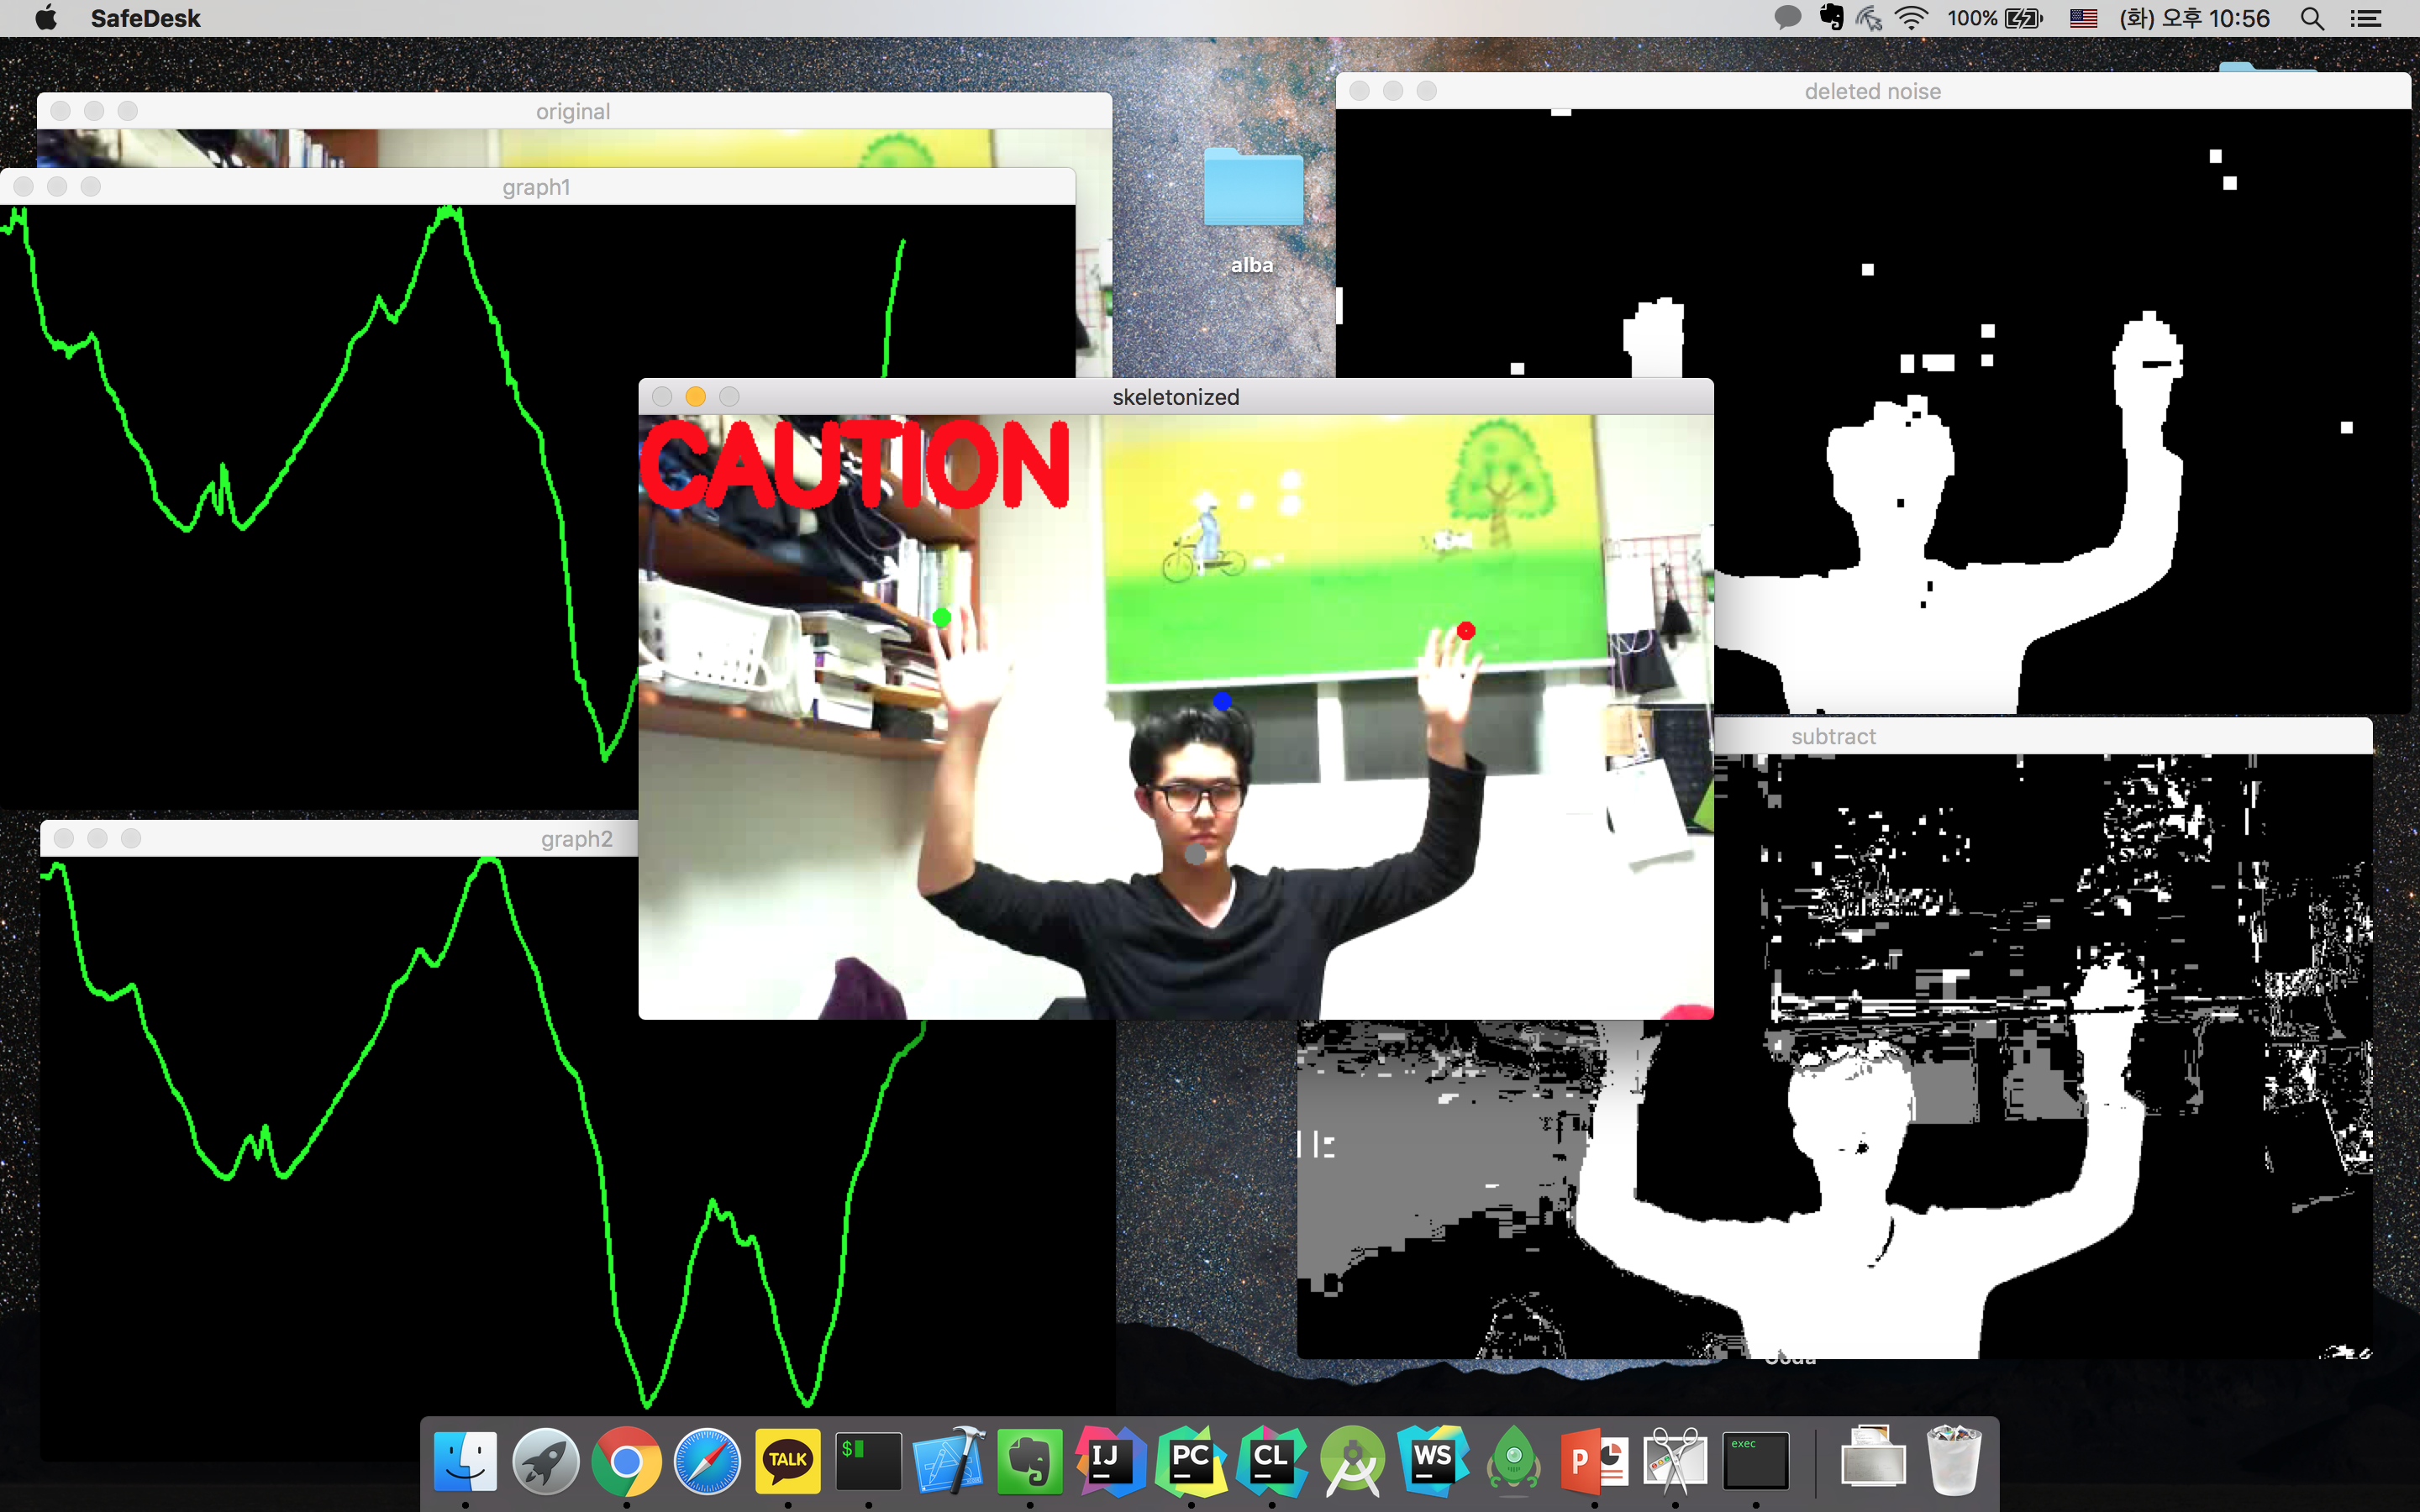 SafeDesk
100%
(화) 오후 10:56
original
deleted noise
graph1
alba
skeletonized
CAUTION
subtract
graph2
TALK
$
IJ
PC
CL
WS
P
exec